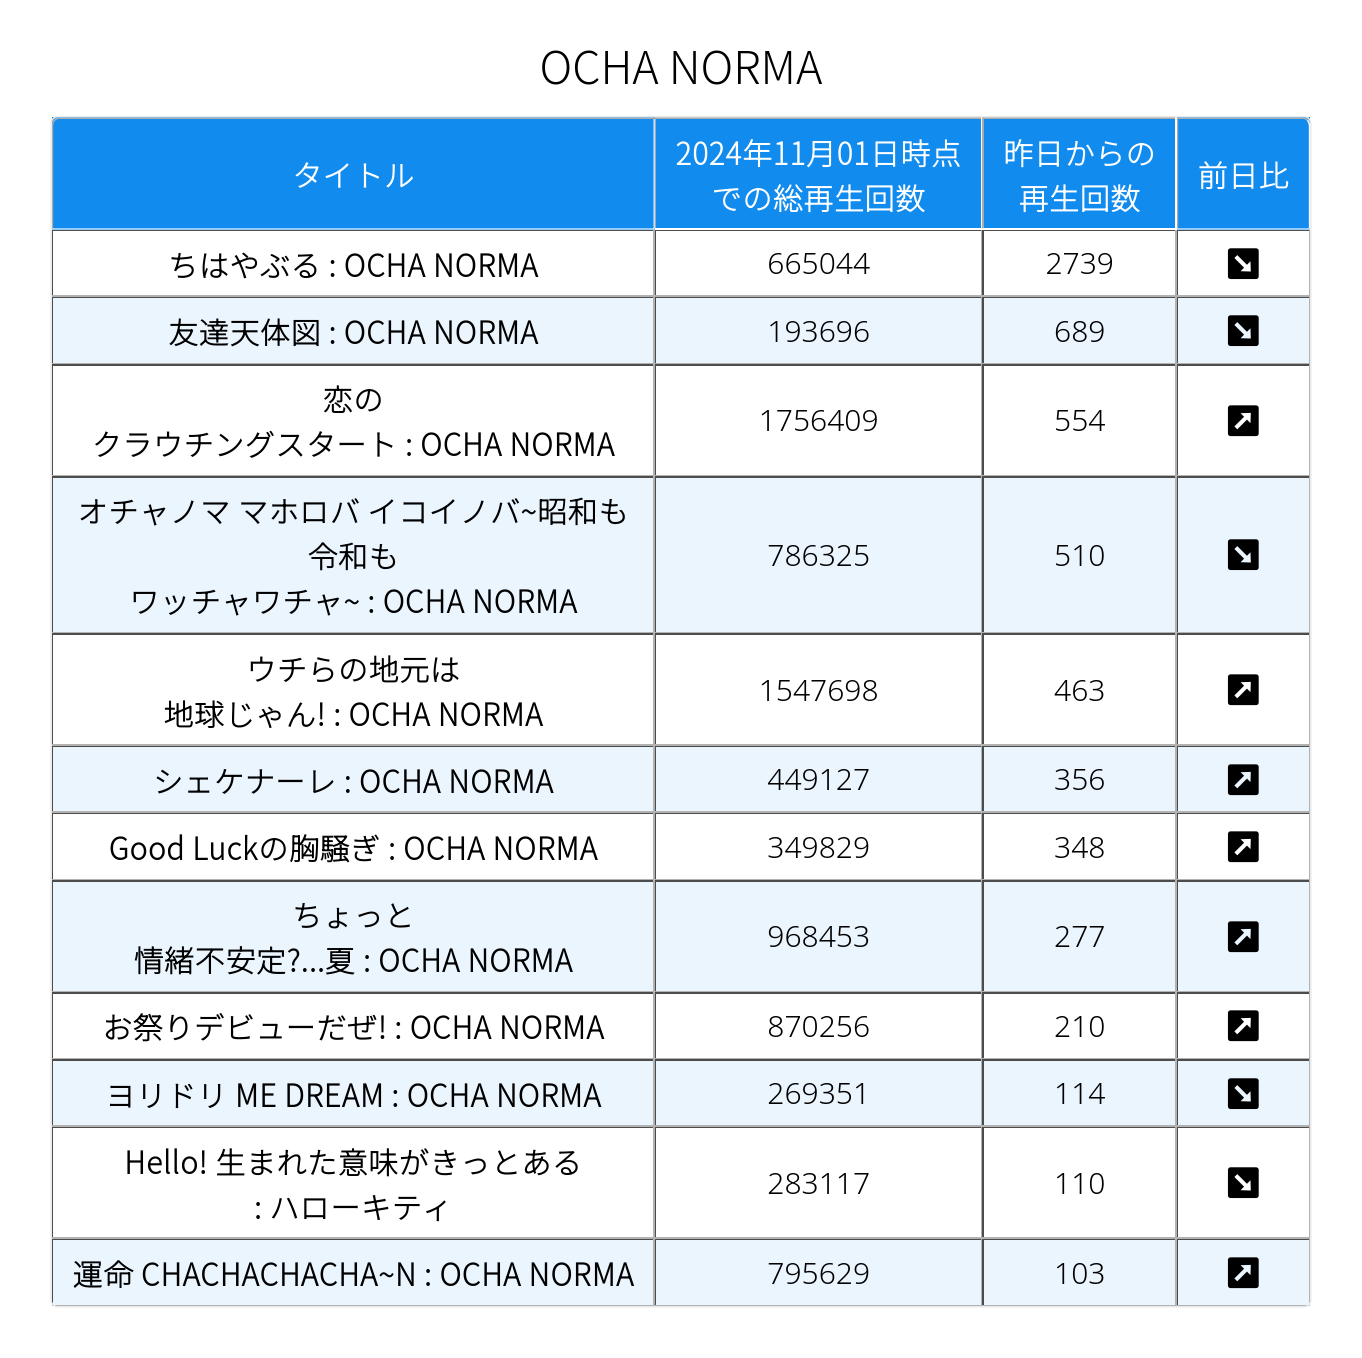 OCHA NORMA
タイトル
2024年11月01日時点
での総再生回数
昨日からの
再生回数
前日比
ちはやぶる : OCHA NORMA
665044
2739
友達天体図 : OCHA NORMA
193696
689
恋の
クラウチングスタート : OCHA NORMA
1756409
554
オチャノマ マホロバ イコイノバ~昭和も
令和も
ワッチャワチャ~ : OCHA NORMA
786325
510
ウチらの地元は
地球じゃん! : OCHA NORMA
1547698
463
シェケナーレ : OCHA NORMA
449127
356
Good Luckの胸騒ぎ : OCHA NORMA
349829
348
ちょっと
情緒不安定?...夏 : OCHA NORMA
968453
277
お祭りデビューだぜ! : OCHA NORMA
870256
210
ヨリドリ ME DREAM : OCHA NORMA
269351
114
Hello! 生まれた意味がきっとある
: ハローキティ
283117
110
運命 CHACHACHACHA~N : OCHA NORMA
795629
103